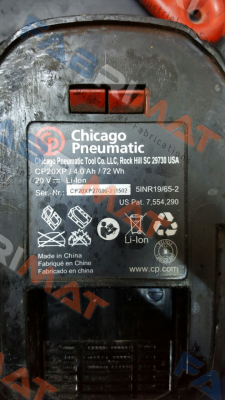 Chicago
Pneumatic
Chicago Pneumatic Tool Co. LLC, Rock Hill SC 29730 USA
CP20XP / 4.0 Ah / 72 Wh
20 V Li-Ion
Ser.-Nr.:
5INR19/65-2
US Pat. 7,554,290
Li-Ion
Made in China
Fabriqué en China
Fabricado en china
www.cp.com